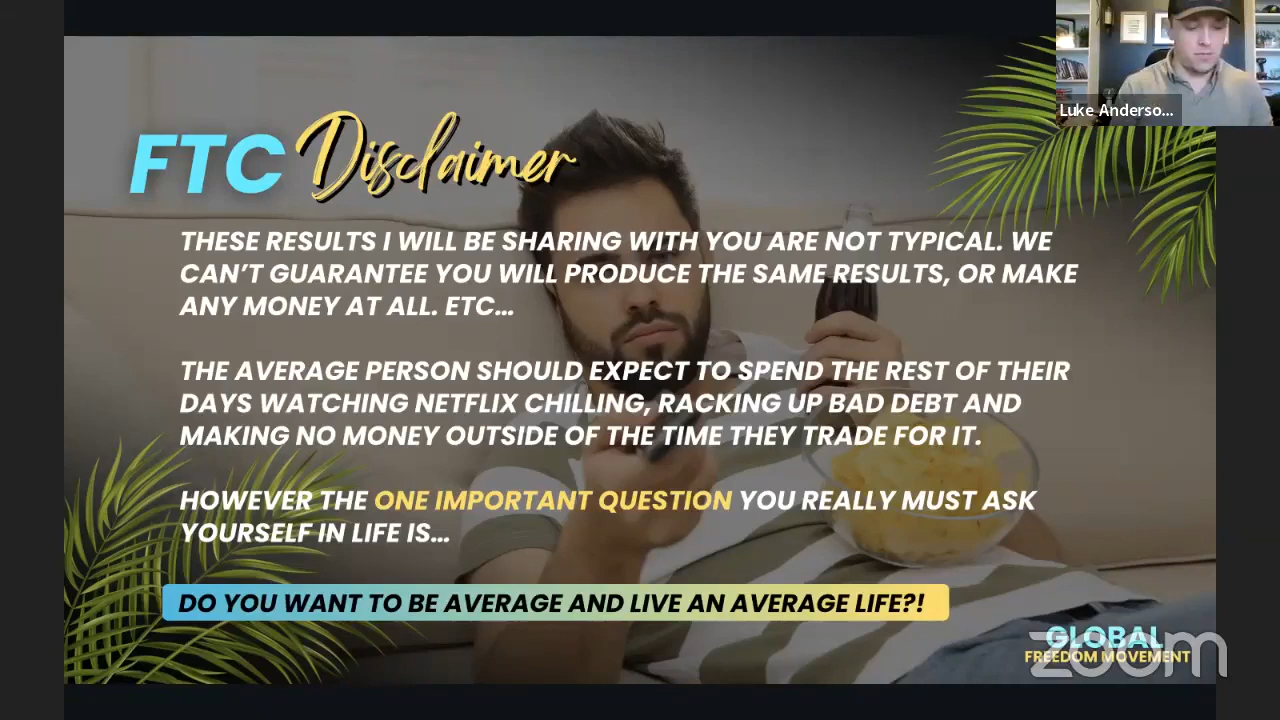 Luke Anderso...
FTC Disclaimer
THESE RESULTS I WILL BE SHARING WITH YOU ARE NOT TYPICAL. WE
CAN'T GUARANTEE YOU WILL PRODUCE THE SAME RESULTS, OR MAKE
ANY MONEY AT ALL. ETC...
THE AVERAGE PERSON SHOULD EXPECT TO SPEND THE REST OF THEIR
DAYS WATCHING NETFLIX CHILLING, RACKING UP BAD DEBT AND
MAKING NO MONEY OUTSIDE OF THE TIME THEY TRADE FOR IT.
HOWEVER THE ONE IMPORTANT QUESTION YOU REALLY MUST ASK
YOURSELF IN LIFE IS...
DO YOU WANT TO BE AVERAGE AND LIVE AN AVERAGE LIFE?!
GLOBAL
FREEDOM MOVEMENT
zoom